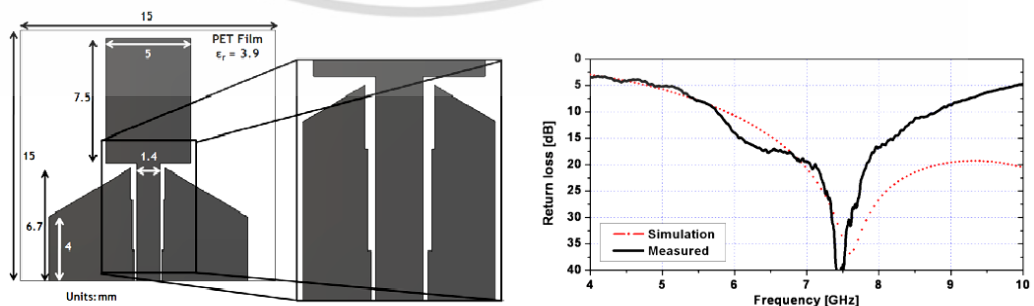 15
PET Film
εr = 3.9
5
7.5
15
1.4
6.7
4
Units: mm
Return loss [dB]
0
5
10
15
20
25
30
35
40
Simulation
Measured
4 5 6 7 8 9 10
Frequency [GHz]